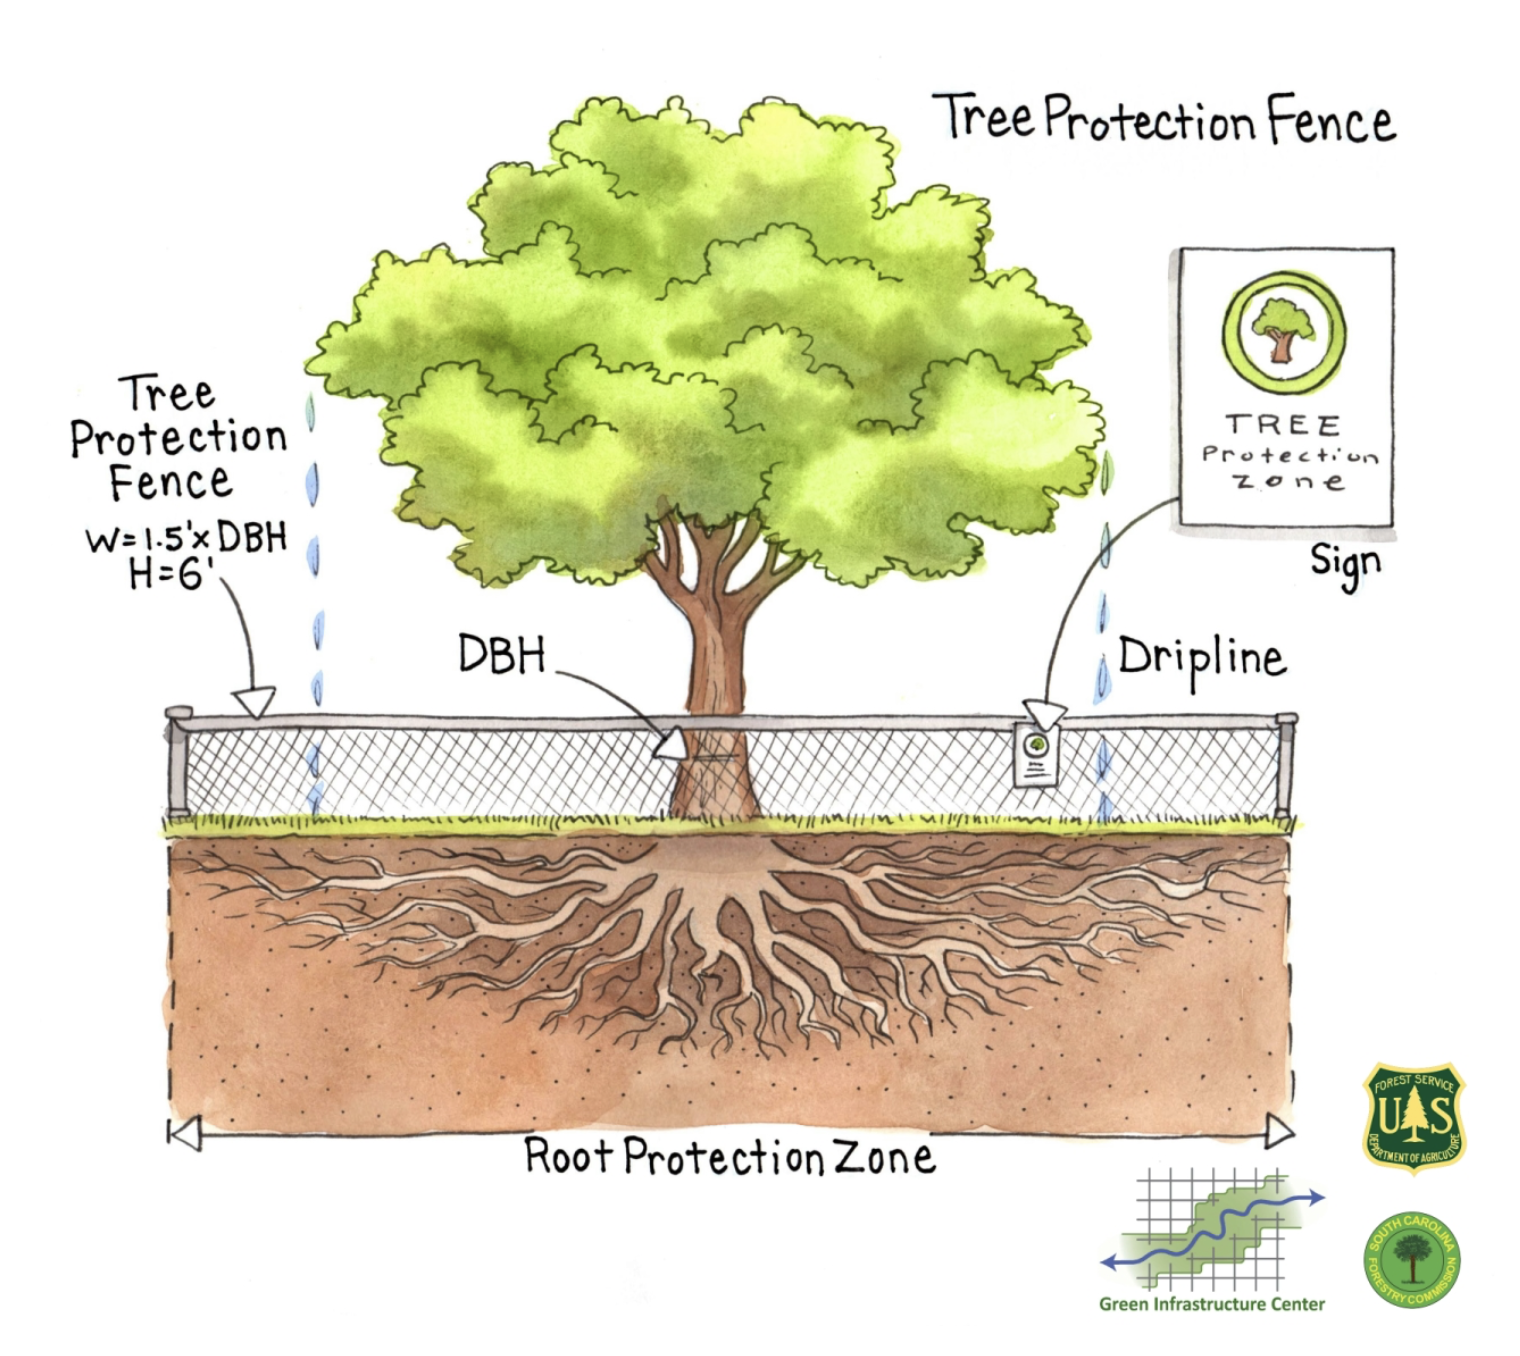 Tree Protection Fence
Tree
Protection
Fence
W=1.5'x DBH
H=6'
TREE
Protection
Zone
Sign
DBH
Dripline
Root Protection Zone
FOREST SERVICE
U S
DEPARTMENT OF AGRICULTURE
Green Infrastructure Center
SOUTH CAROLINA
FORESTRY COMMISSION